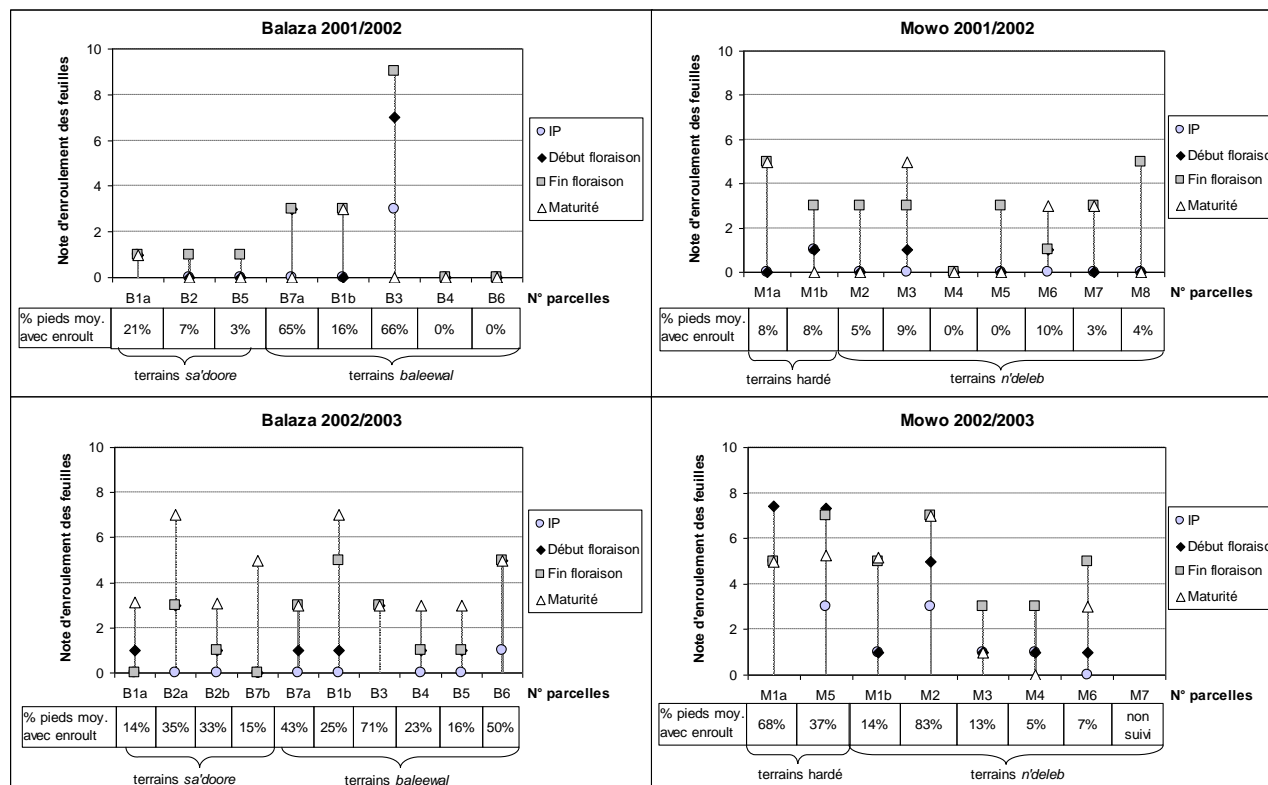 Balaza 2001/2002
Note d'enroulement des feuilles
10
8
6
4
2
0
IP
Début floraison
Fin floraison
Maturité
B1a B2 B5 B7a B1b B3 B4 B6 N° parcelles
% pieds moy. avec enroult 21% 7% 3% 65% 16% 66% 0% 0%
terrains sa'doore terrains baleewal
Mowo 2001/2002
Note d'enroulement des feuilles
10
8
6
4
2
0
IP
Début floraison
Fin floraison
Maturité
M1a M1b M2 M3 M4 M5 M6 M7 M8 N° parcelles
% pieds moy. avec enroult 8% 8% 5% 9% 0% 0% 10% 3% 4%
terrains hardé terrains n'deleb
Balaza 2002/2003
Note d'enroulement des feuilles
10
8
6
4
2
0
IP
Début floraison
Fin floraison
Maturité
B1a B2a B2b B7b B7a B1b B3 B4 B5 B6 N° parcelles
% pieds moy. avec enroult 14% 35% 33% 15% 43% 25% 71% 23% 16% 50%
terrains sa'doore terrains baleewal
Mowo 2002/2003
Note d'enroulement des feuilles
10
8
6
4
2
0
IP
Début floraison
Fin floraison
Maturité
M1a M5 M1b M2 M3 M4 M6 M7 N° parcelles
% pieds moy. avec enroult 68% 37% 14% 83% 13% 5% 7% non suivi
terrains hardé terrains n'deleb